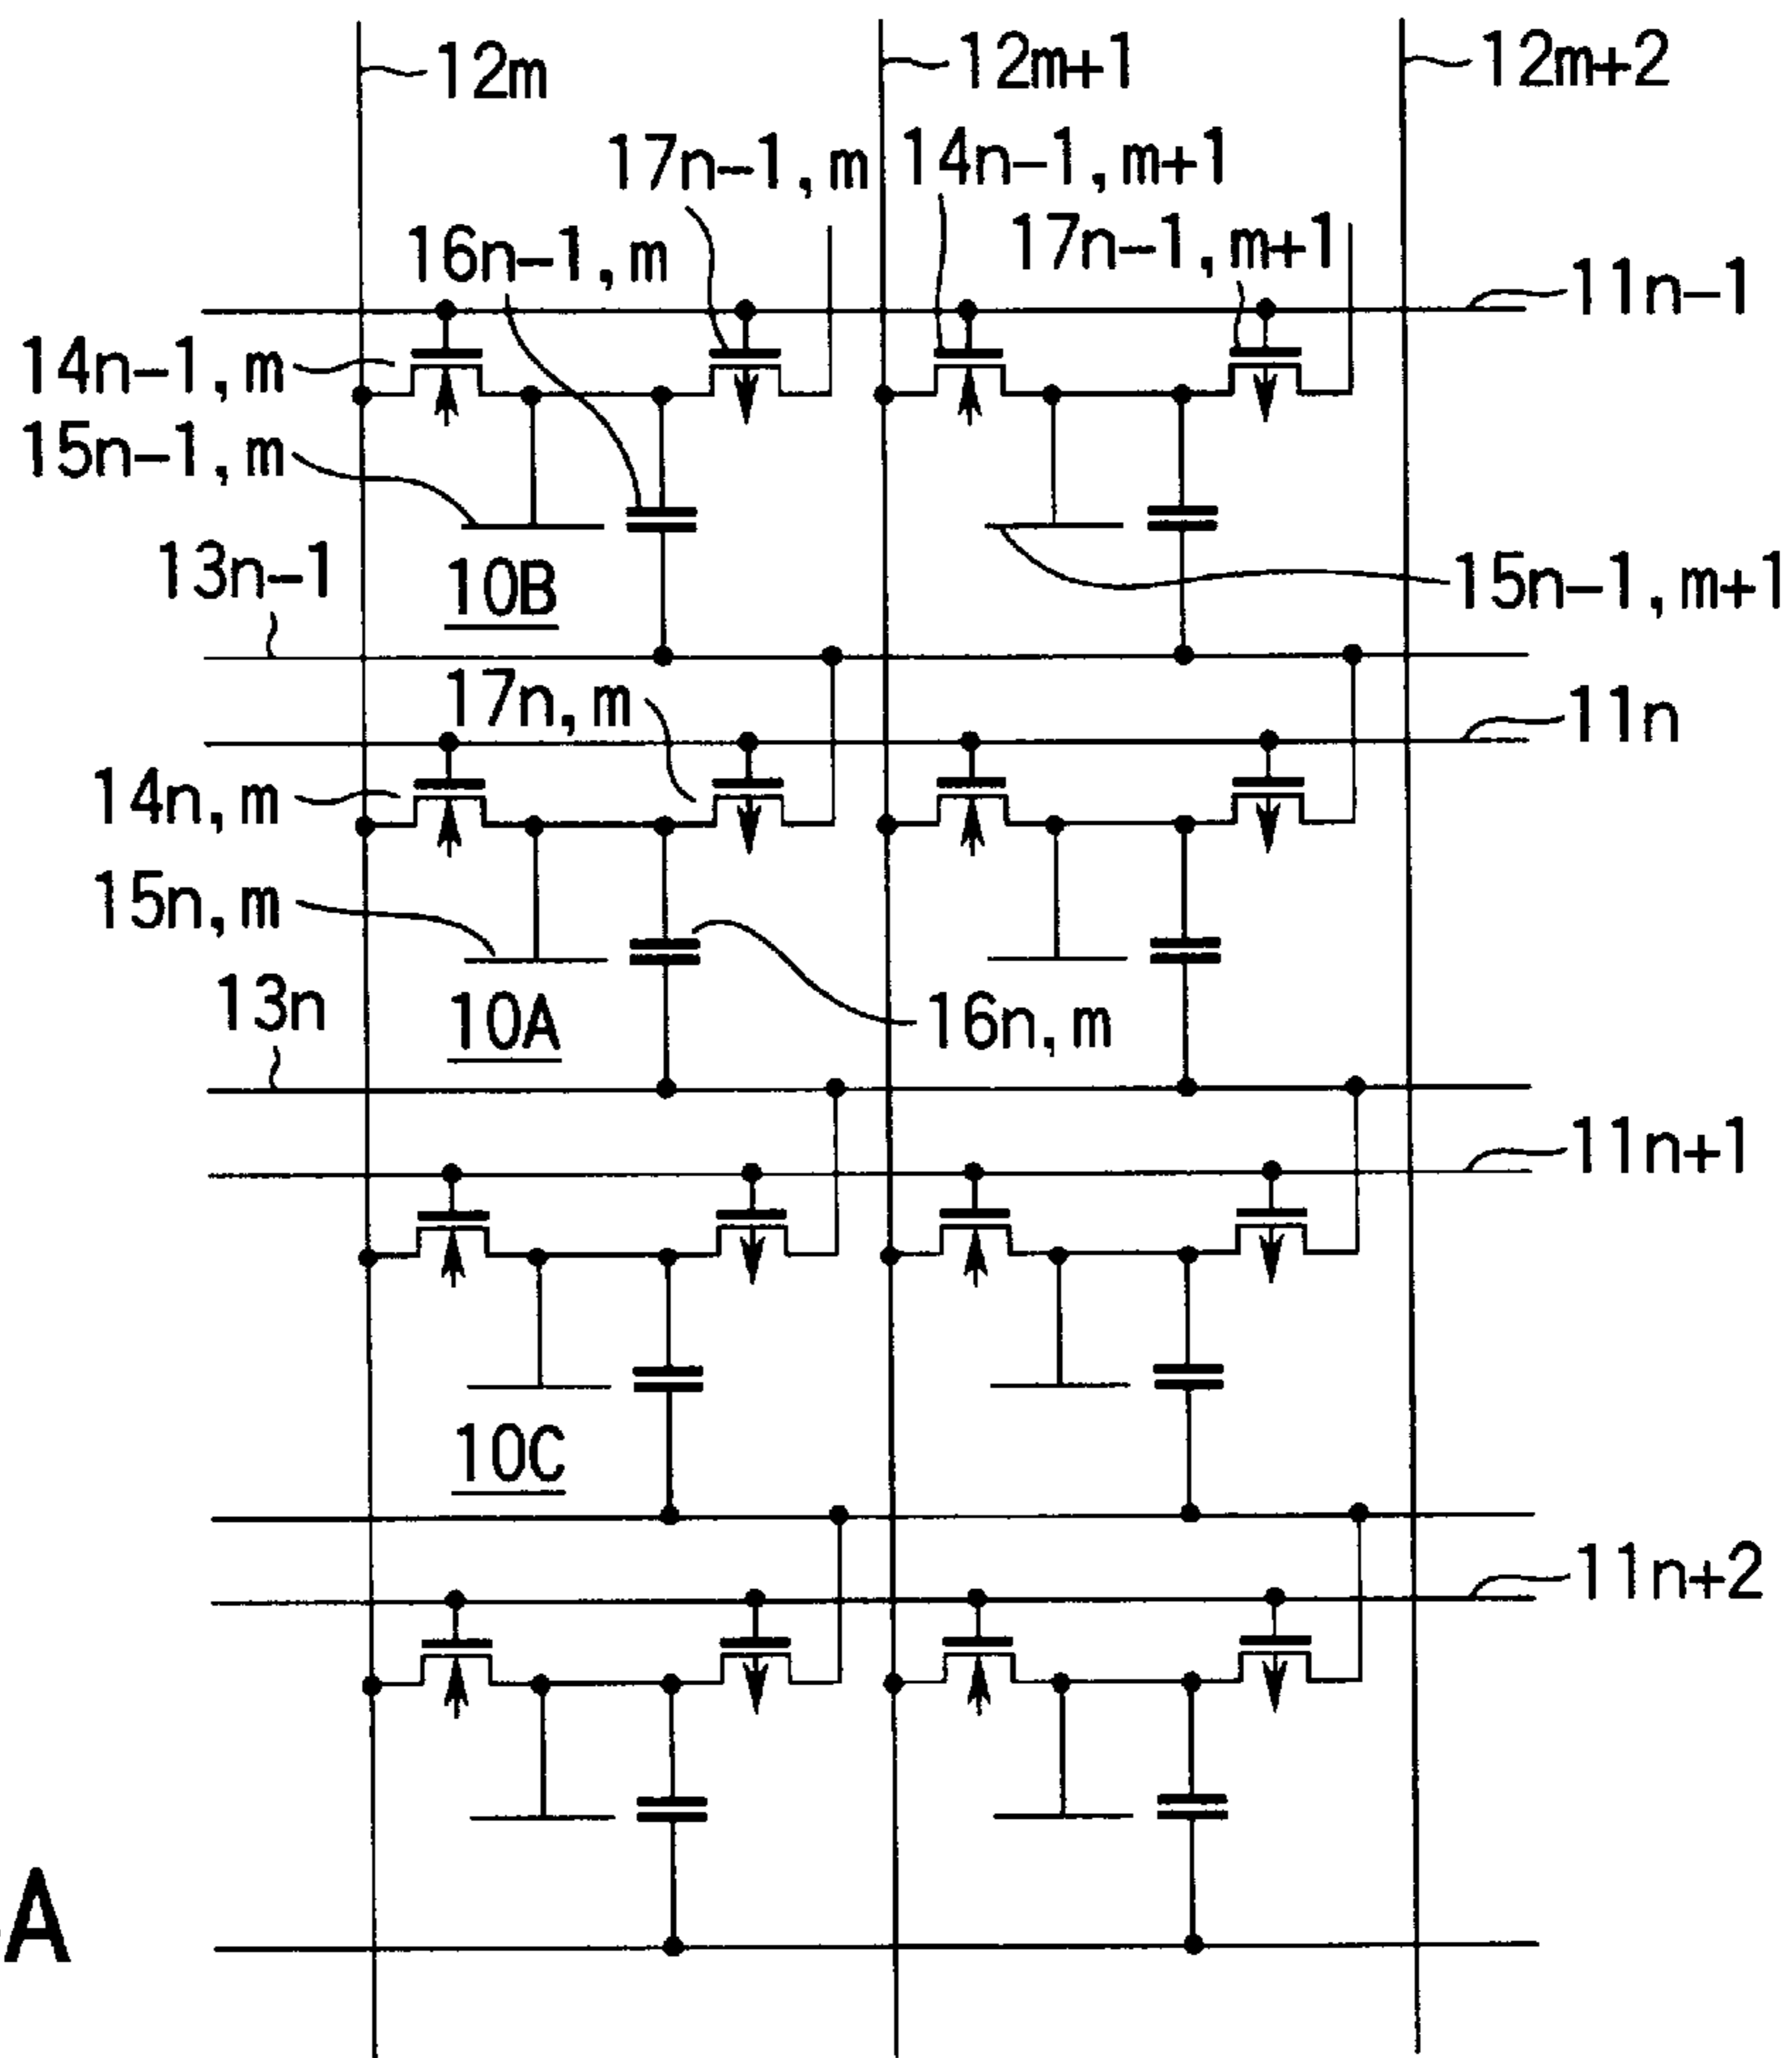 12m
12m+1
12m+2
17n-1,m
14n-1,m+1
16n-1,m
17n-1,m+1
11n-1
14n-1,m
15n-1,m
13n-1
10B
15n-1,m+1
17n,m
11n
14n,m
15n,m
13n
10A
16n,m
11n+1
10C
11n+2
A